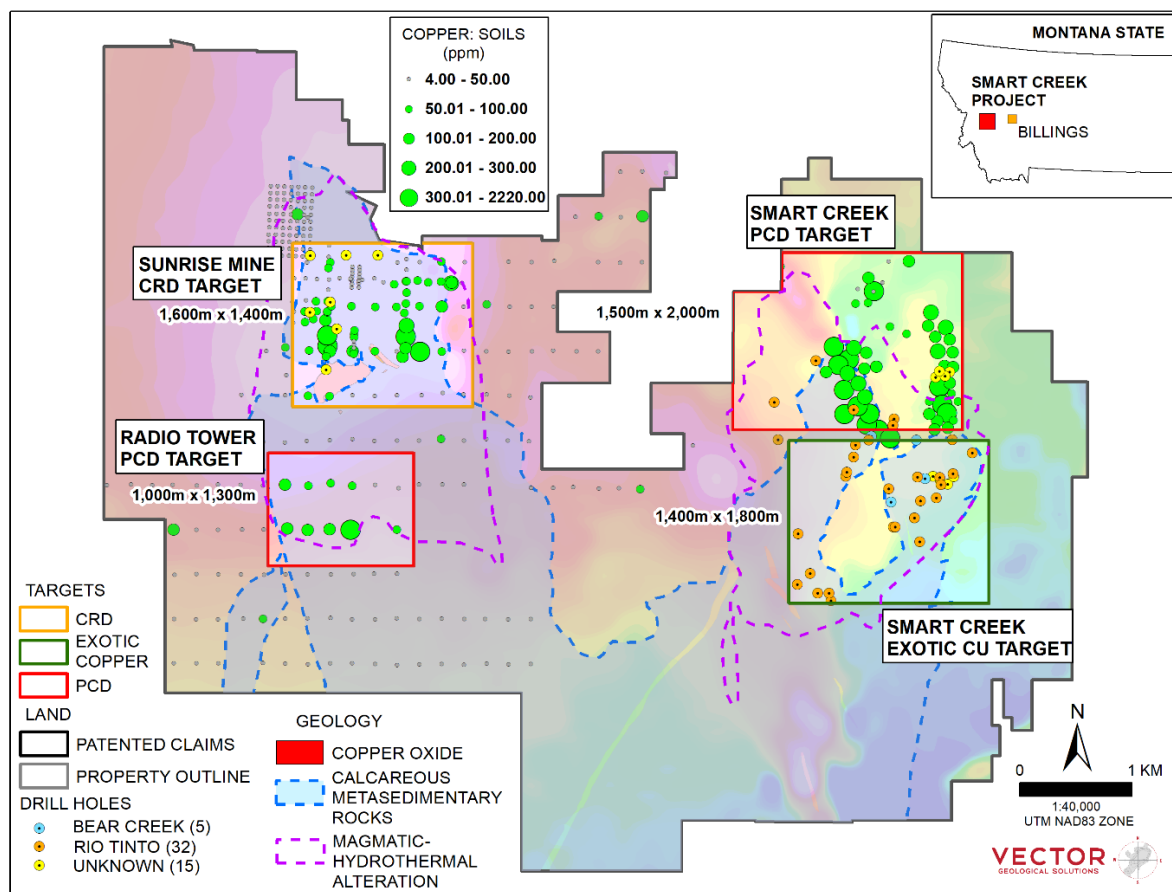 COPPER: SOILS
(ppm)
4.00 - 50.00
50.01 - 100.00
100.01 - 200.00
200.01 - 300.00
300.01 - 2220.00
MONTANA STATE
SMART CREEK
PROJECT
BILLINGS
SMART CREEK
PCD TARGET
SUNRISE MINE
CRD TARGET
1,600m x 1,400m
1,500m x 2,000m
RADIO TOWER
PCD TARGET
1,000m x 1,300m
1,400m x 1,800m
SMART CREEK
EXOTIC CU TARGET
TARGETS
CRD
EXOTIC
COPPER
PCD
LAND
PATENTED CLAIMS
PROPERTY OUTLINE
DRILL HOLES
BEAR CREEK (5)
RIO TINTO (32)
UNKNOWN (15)
GEOLOGY
COPPER OXIDE
CALCAREOUS
METASEDIMENTARY
ROCKS
MAGMATIC-
HYDROTHERMAL
ALTERATION
N
0 1 KM
1:40,000
UTM NAD83 ZONE
VECTOR
GEOLOGICAL SOLUTIONS